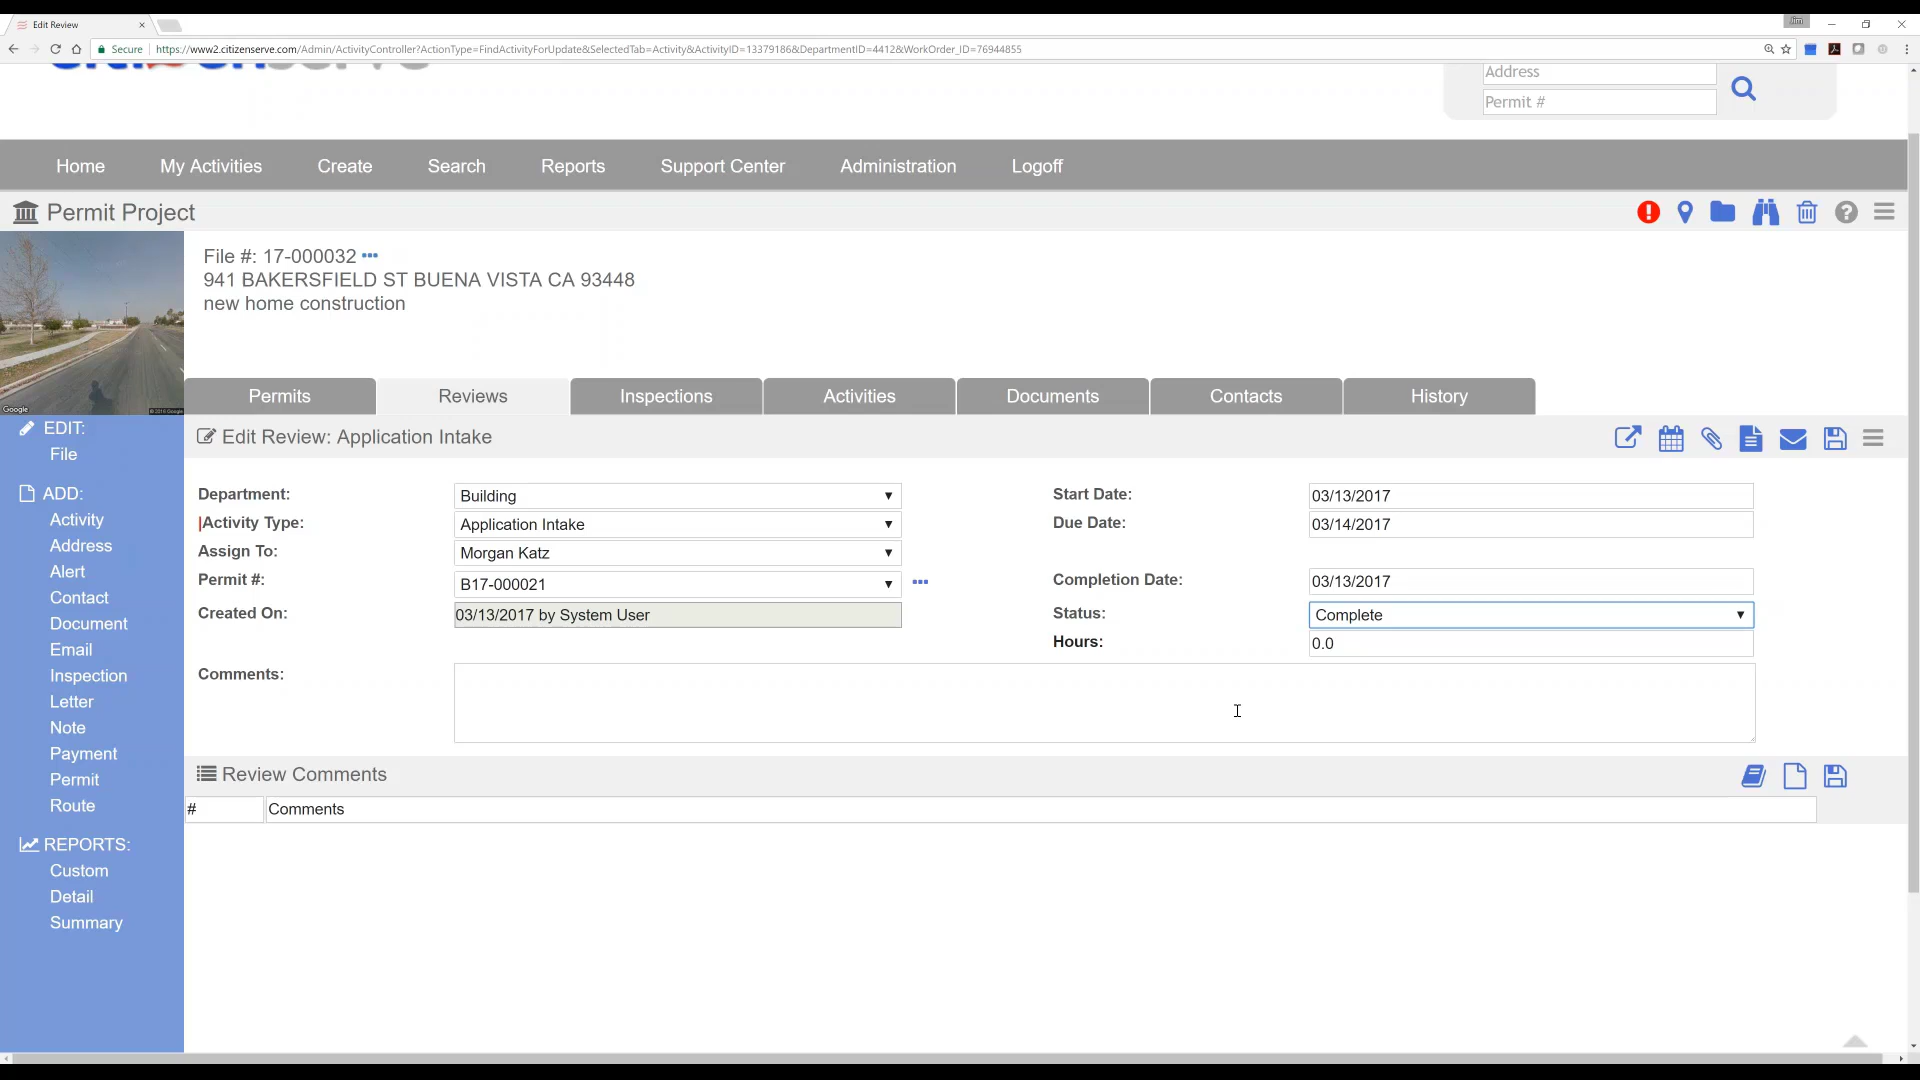 Edit Review
Jim
Secure https://www2.citizenserve.com/Admin/ActivityController?ActionType=FindActivityForUpdate&SelectedTab=Activity&ActivityID=13379186&DepartmentID=4412&WorkOrder_ID=76944855
Address
Permit #
Home My Activities Create Search Reports Support Center Administration Logoff
Permit Project
File #: 17-000032
941 BAKERSFIELD ST BUENA VISTA CA 93448
new home construction
Google
Permits Reviews Inspections Activities Documents Contacts History
EDIT:
File
ADD:
Activity
Address
Alert
Contact
Document
Email
Inspection
Letter
Note
Payment
Permit
Route
REPORTS:
Custom
Detail
Summary
Edit Review: Application Intake
Department: Building
Activity Type: Application Intake
Assign To: Morgan Katz
Permit #: B17-000021
Created On: 03/13/2017 by System User
Start Date: 03/13/2017
Due Date: 03/14/2017
Completion Date: 03/13/2017
Status: Complete
Hours: 0.0
Comments:
Review Comments
# Comments